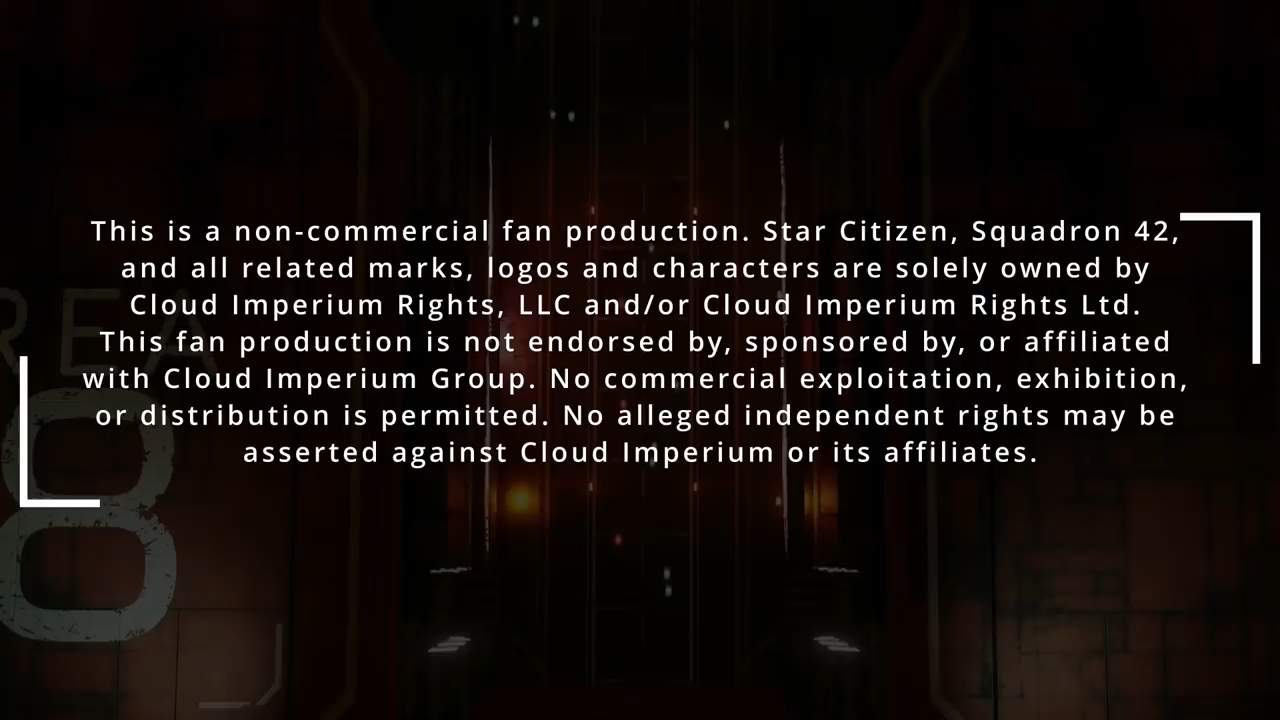 This is a non-commercial fan production. Star Citizen, Squadron 42,
and all related marks, logos and characters are solely owned by
Cloud Imperium Rights, LLC and/or Cloud Imperium Rights Ltd.
This fan production is not endorsed by, sponsored by, or affiliated
with Cloud Imperium Group. No commercial exploitation, exhibition,
or distribution is permitted. No alleged independent rights may be
asserted against Cloud Imperium or its affiliates.
REA
8